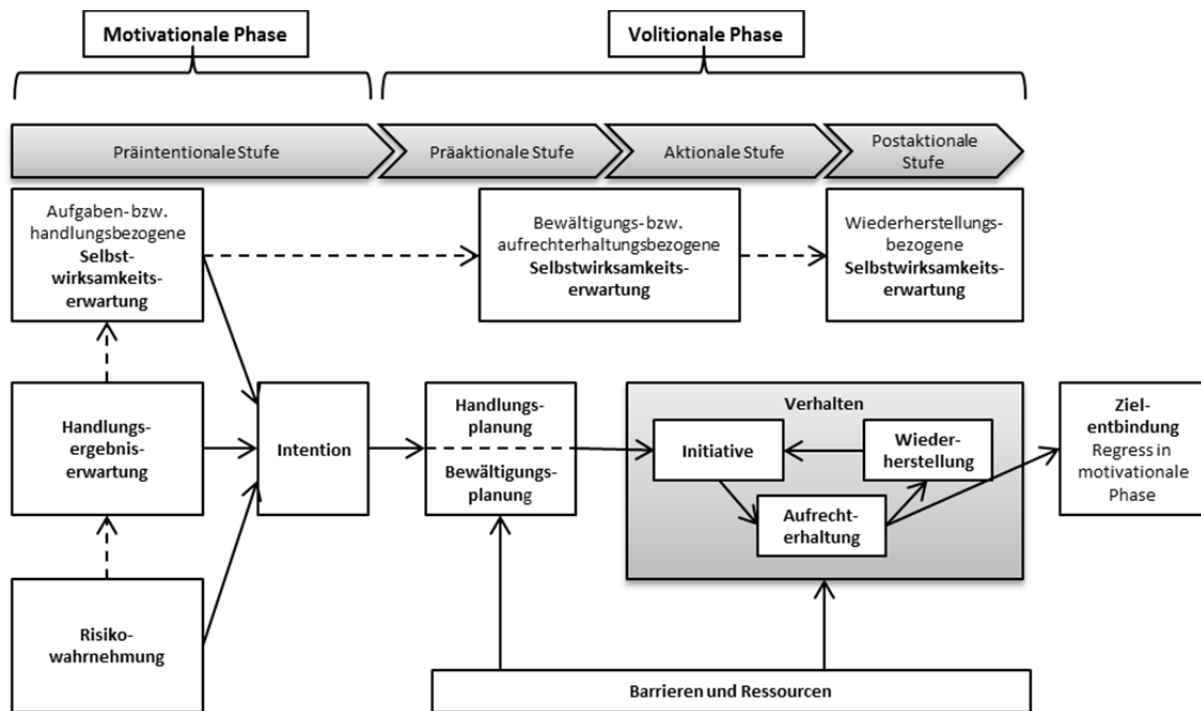 Motivationale Phase
Volitionale Phase
Präintentionale Stufe
Präaktionale Stufe
Aktionale Stufe
Postaktionale
Stufe
Aufgaben- bzw.
handlungsbezogene
Selbst-
wirksamkeits-
erwartung
Bewältigungs- bzw.
aufrechterhaltungsbezogene
Selbstwirksamkeits-
erwartung
Wiederherstellungs-
bezogene
Selbstwirksamkeits-
erwartung
Handlungs-
ergebnis-
erwartung
Intention
Handlungs-
planung
Bewältigungs-
planung
Verhalten
Initiative
Wieder-
herstellung
Aufrecht-
erhaltung
Ziel-
entbindung
Regress in
motivationale
Phase
Risiko-
wahrnehmung
Barrieren und Ressourcen